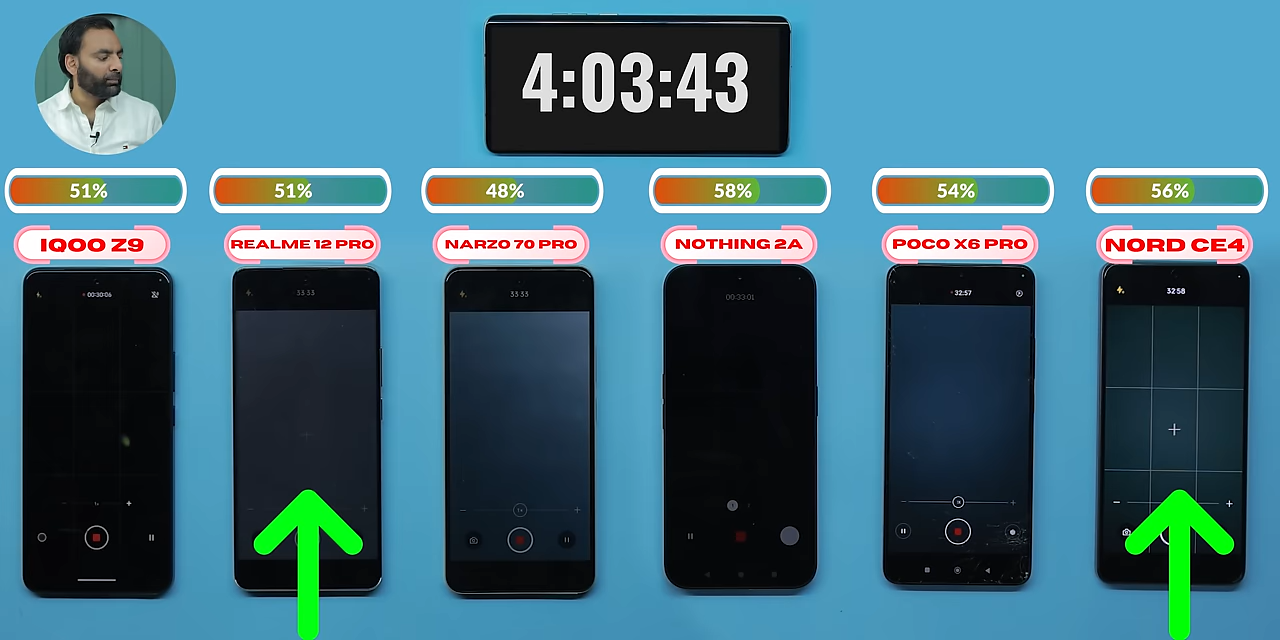 4:03:43
51%
51%
48%
58%
54%
56%
IQOO Z9
REALME 12 PRO
NARZO 70 PRO
NOTHING 2A
POCO X6 PRO
NORD CE4
00:30:06
33:33
33:33
00:33:01
32:57
32:58